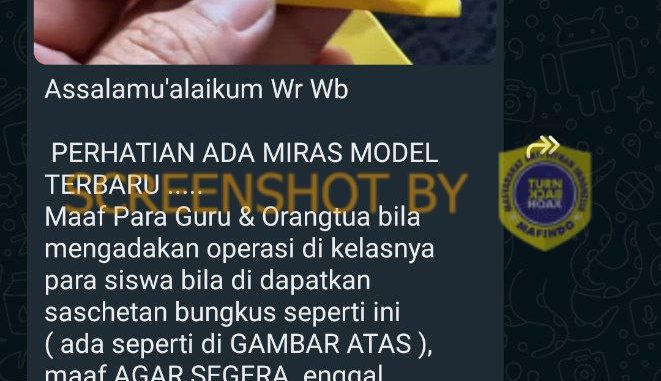 Assalamu'alaikum Wr Wb
PERHATIAN ADA MIRAS MODEL
TERBARU .....
SCREENSHOT BY
Maaf Para Guru & Orangtua bila
mengadakan operasi di kelasnya
para siswa bila di dapatkan
saschetan bungkus seperti ini
( ada seperti di GAMBAR ATAS ),
maaf AGAR SEGERA enggal
TURN
BACK
HOAX
MAFINDO